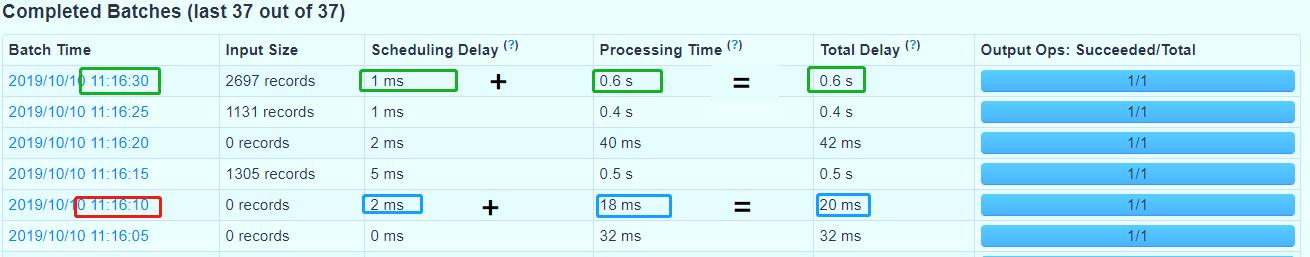 Completed Batches (last 37 out of 37)
Batch Time Input Size Scheduling Delay (?) Processing Time (?) Total Delay (?) Output Ops: Succeeded/Total
2019/10/10 11:16:30 2697 records 1 ms + 0.6 s = 0.6 s 1/1
2019/10/10 11:16:25 1131 records 1 ms 0.4 s 0.4 s 1/1
2019/10/10 11:16:20 0 records 2 ms 40 ms 42 ms 1/1
2019/10/10 11:16:15 1305 records 5 ms 0.5 s 0.5 s 1/1
2019/10/10 11:16:10 0 records 2 ms + 18 ms = 20 ms 1/1
2019/10/10 11:16:05 0 records 0 ms 32 ms 32 ms 1/1